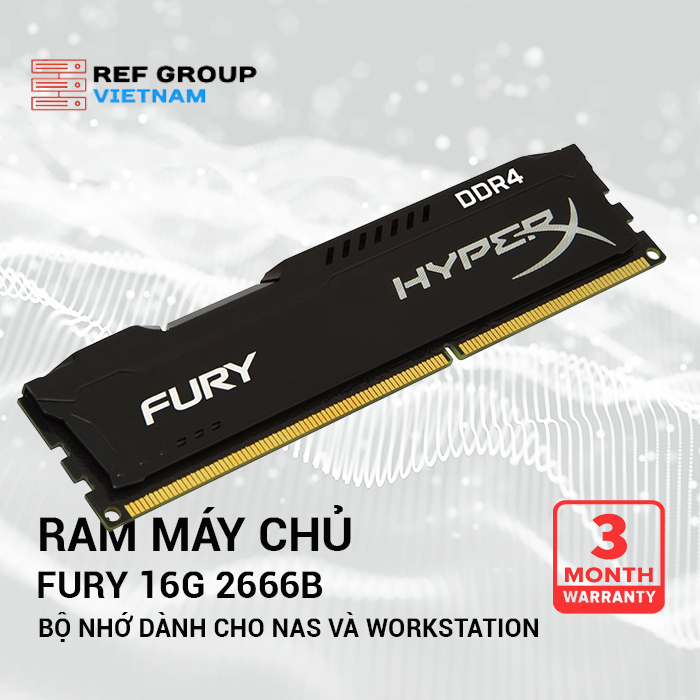 REF GROUP
VIETNAM
DDR4
HYPERX
FURY
RAM MÁY CHỦ
FURY 16G 2666B
BỘ NHỚ DÀNH CHO NAS VÀ WORKSTATION
3
MONTH
WARRANTY